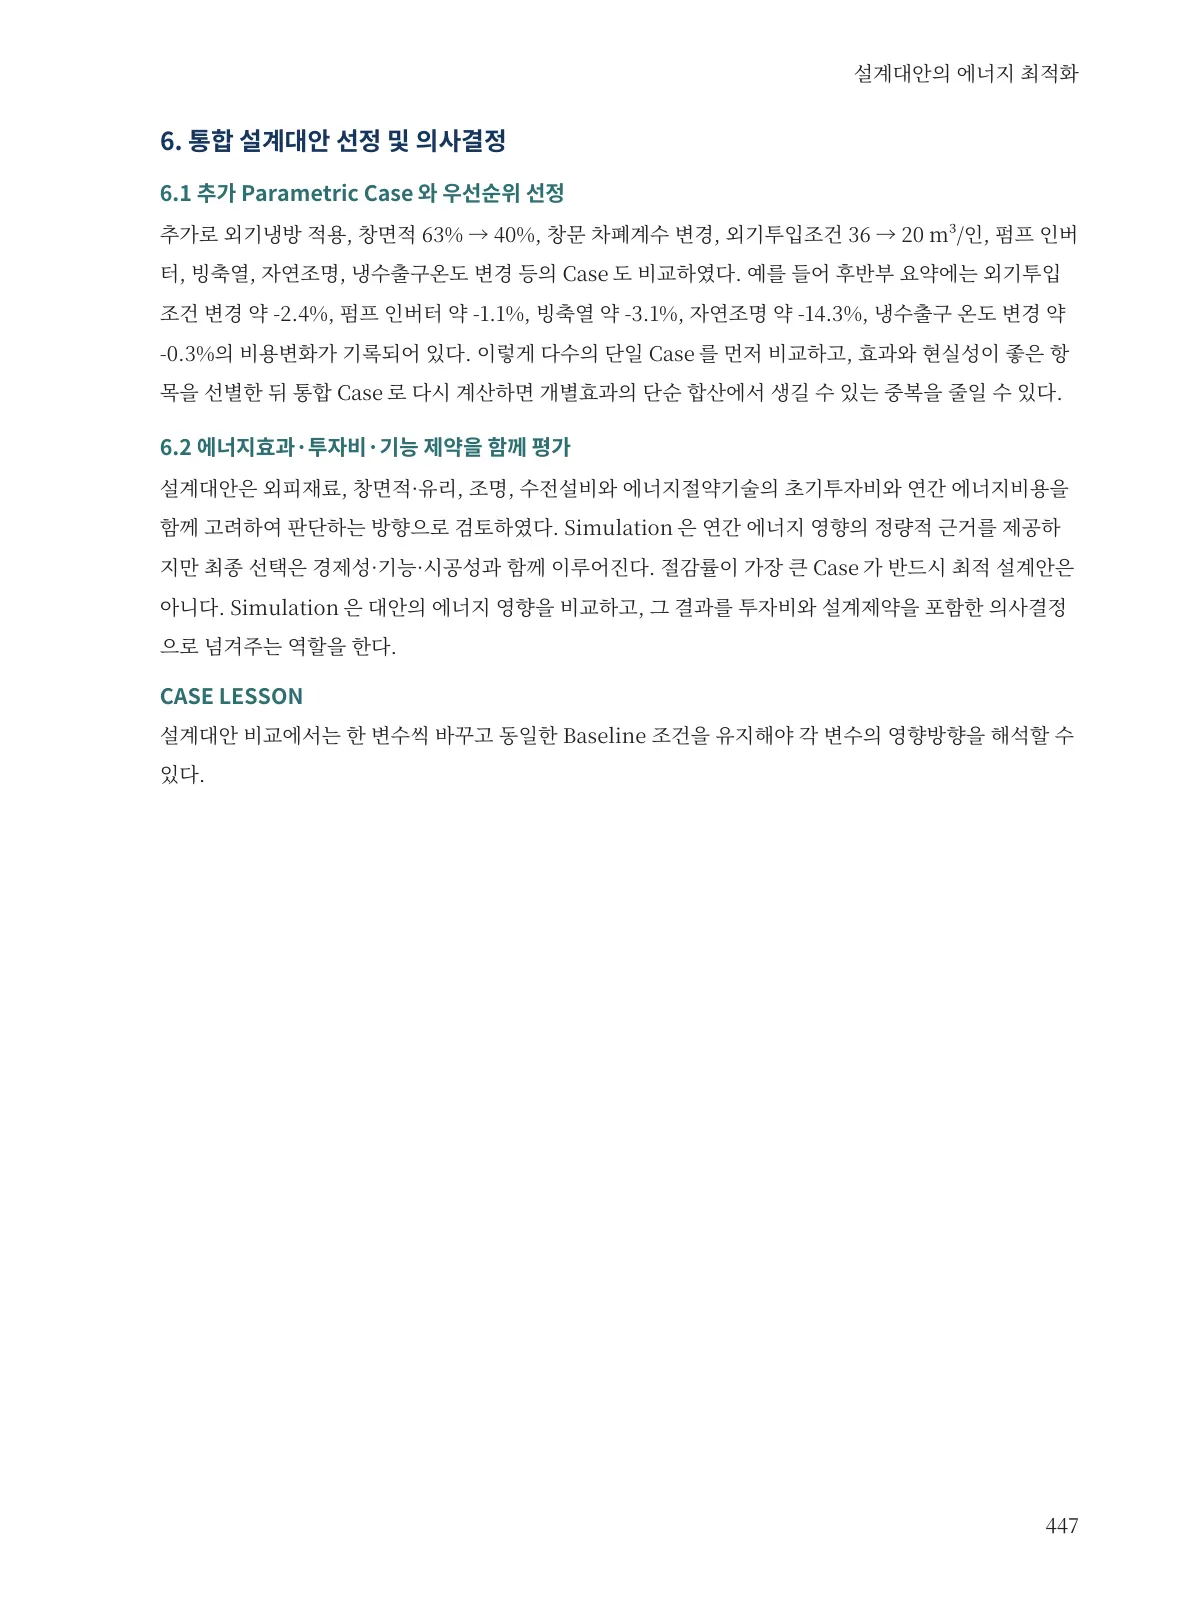 설계대안의 에너지 최적화
6. 통합 설계대안 선정 및 의사결정
6.1 추가 Parametric Case 와 우선순위 선정
추가로 외기냉방 적용, 창면적 63% → 40%, 창문 차폐계수 변경, 외기투입조건 36 → 20 m³/인, 펌프 인버
터, 빙축열, 자연조명, 냉수출구온도 변경 등의 Case 도 비교하였다. 예를 들어 후반부 요약에는 외기투입
조건 변경 약 -2.4%, 펌프 인버터 약 -1.1%, 빙축열 약 -3.1%, 자연조명 약 -14.3%, 냉수출구 온도 변경 약
-0.3%의 비용변화가 기록되어 있다. 이렇게 다수의 단일 Case 를 먼저 비교하고, 효과와 현실성이 좋은 항
목을 선별한 뒤 통합 Case 로 다시 계산하면 개별효과의 단순 합산에서 생길 수 있는 중복을 줄일 수 있다.
6.2 에너지효과·투자비·기능 제약을 함께 평가
설계대안은 외피재료, 창면적·유리, 조명, 수전설비와 에너지절약기술의 초기투자비와 연간 에너지비용을
함께 고려하여 판단하는 방향으로 검토하였다. Simulation 은 연간 에너지 영향의 정량적 근거를 제공하
지만 최종 선택은 경제성·기능·시공성과 함께 이루어진다. 절감률이 가장 큰 Case 가 반드시 최적 설계안은
아니다. Simulation 은 대안의 에너지 영향을 비교하고, 그 결과를 투자비와 설계제약을 포함한 의사결정
으로 넘겨주는 역할을 한다.
CASE LESSON
설계대안 비교에서는 한 변수씩 바꾸고 동일한 Baseline 조건을 유지해야 각 변수의 영향방향을 해석할 수
있다.
447